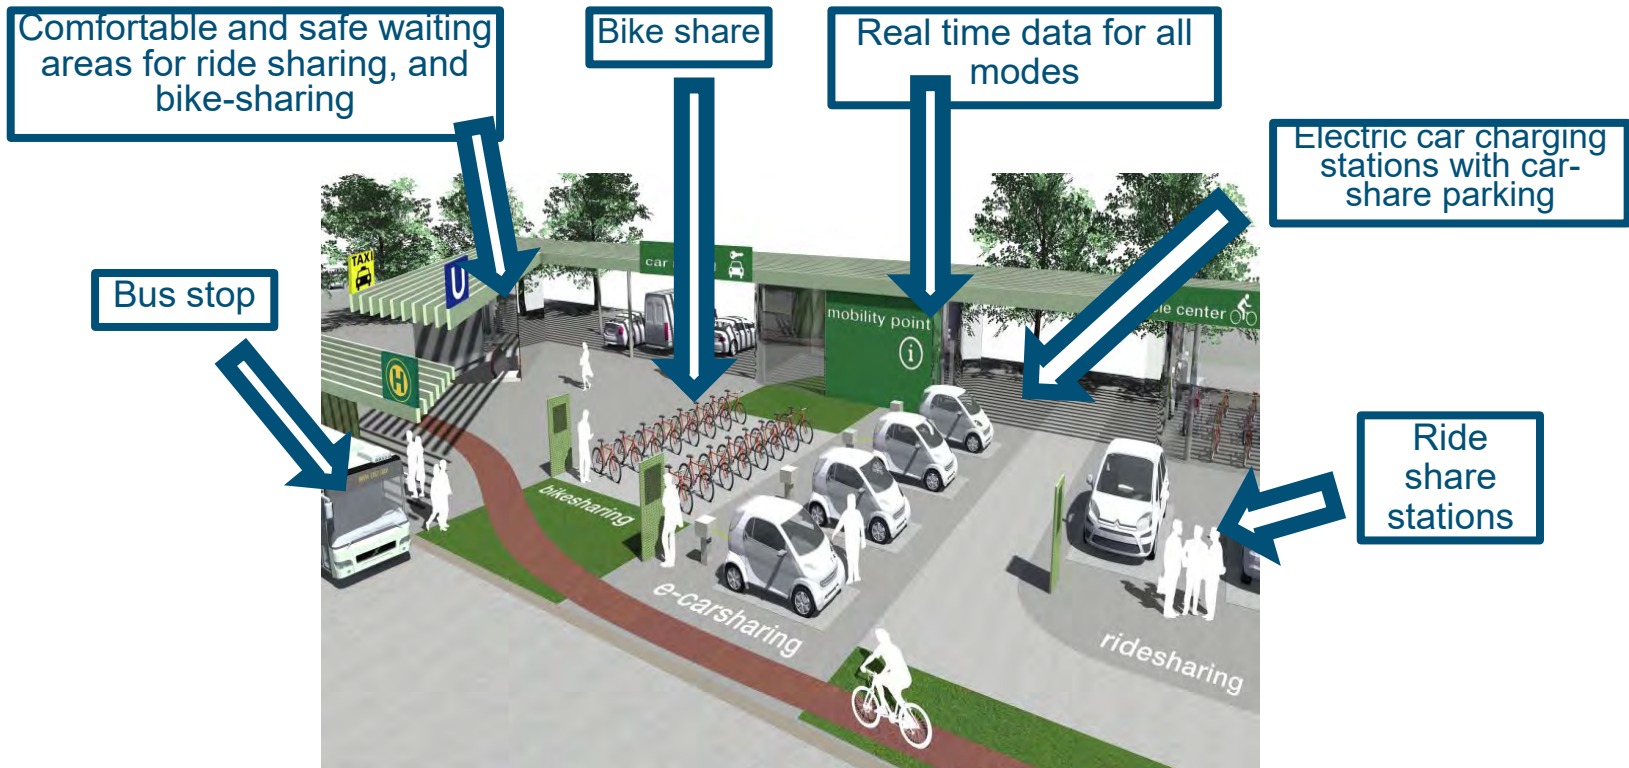 Comfortable and safe waiting
areas for ride sharing, and
bike-sharing
Bike share
Real time data for all
modes
Electric car charging
stations with car-
share parking
Bus stop
Ride
share
stations
TAXI
U
H
car
mobility point
i
cle center
bikesharing
e-carsharing
ridesharing